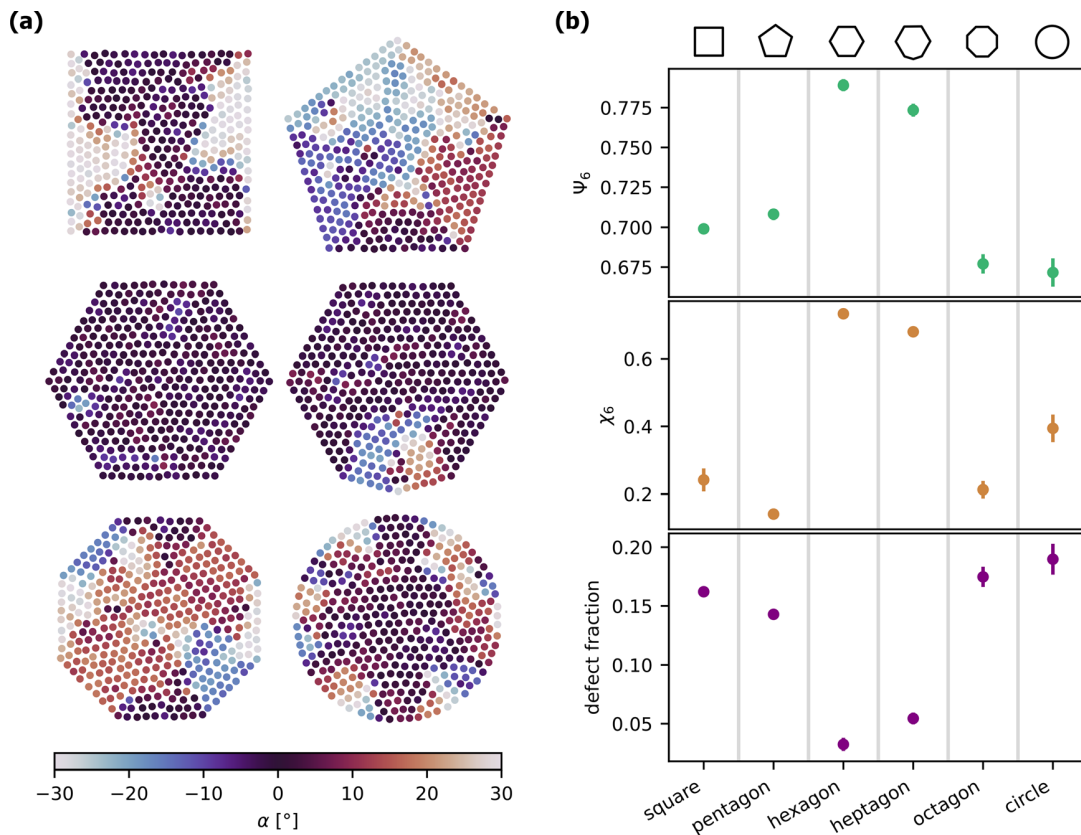 (a)
−30 −20 −10 0 10 20 30
α [°]
(b)
0.775
0.750
0.725
0.700
0.675
Ψ6
0.6
0.4
0.2
χ6
0.20
0.15
0.10
0.05
defect fraction
square pentagon hexagon heptagon octagon circle